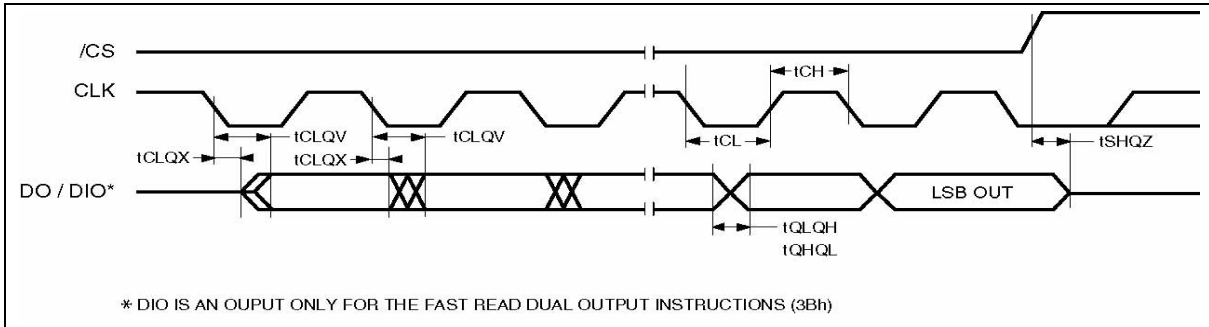 /CS
CLK
tCH
tCLQV
tCLQV
tCL
tSHQZ
tCLQX
tCLQX
DO / DIO*
LSB OUT
tQLQH
tQHQL
* DIO IS AN OUPUT ONLY FOR THE FAST READ DUAL OUTPUT INSTRUCTIONS (3Bh)